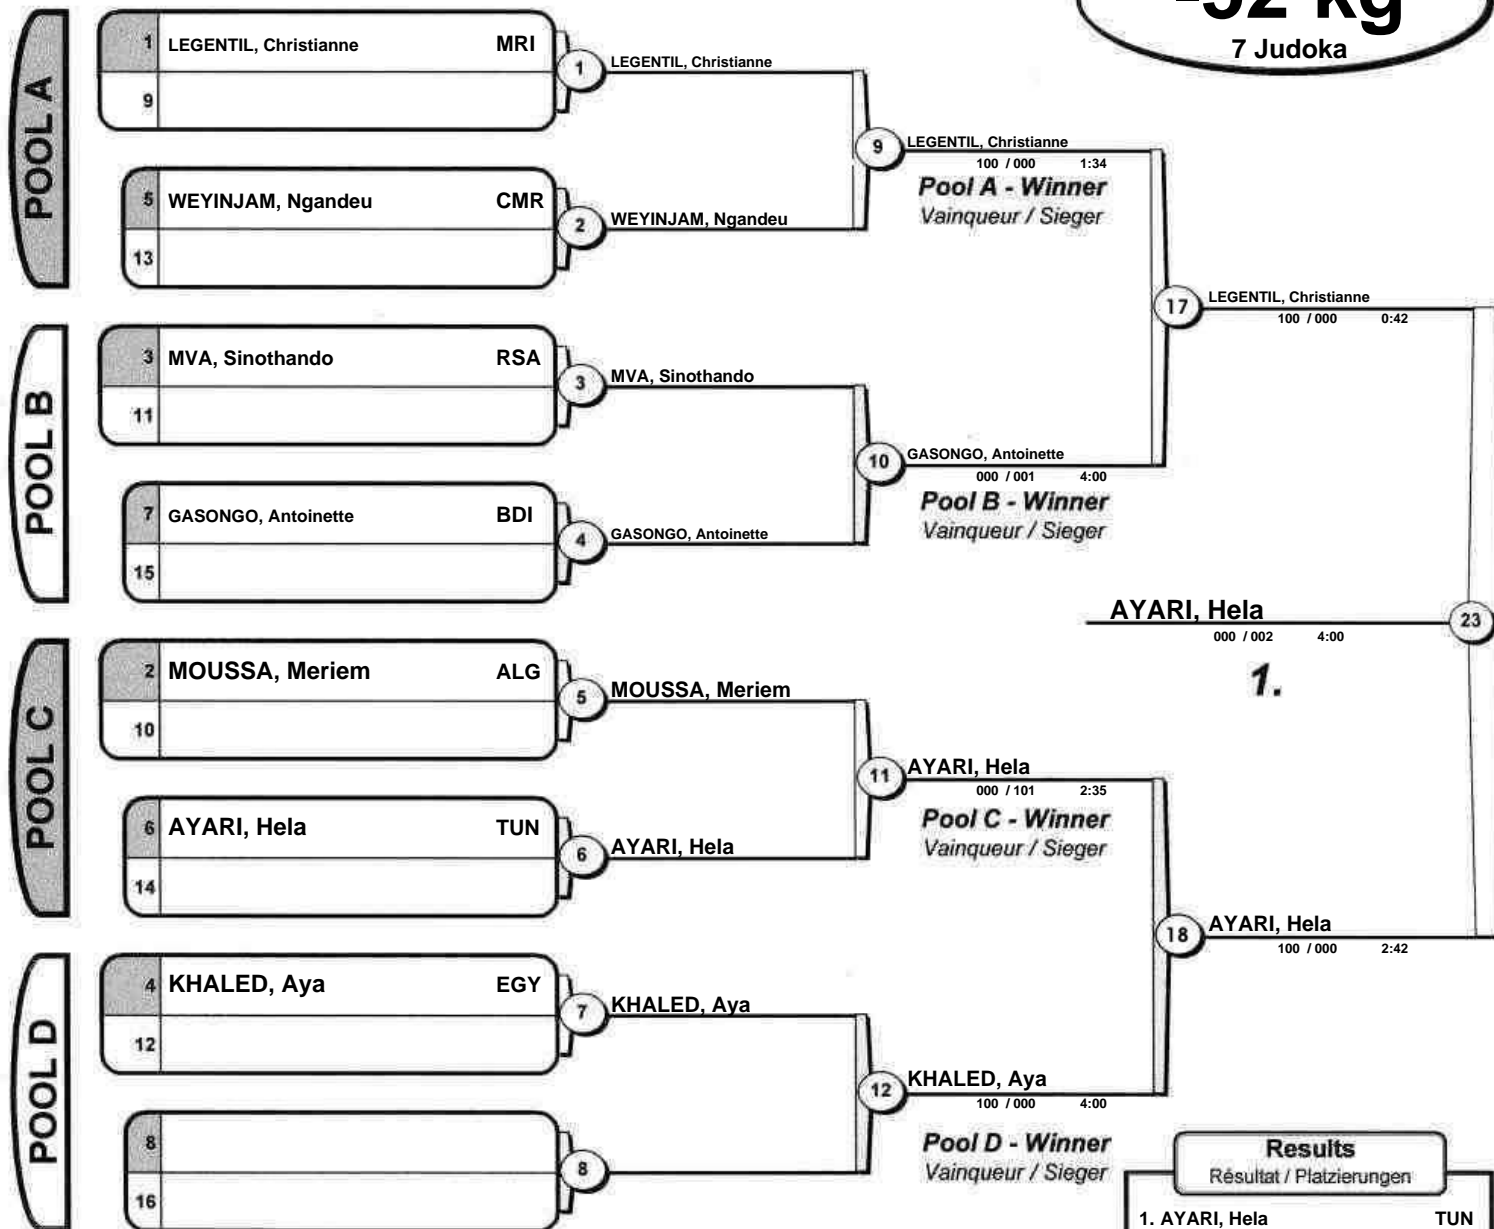 -52 kg
7 Judoka
POOL A
1 LEGENTIL, Christianne MRI
9
5 WEYINJAM, Ngandeu CMR
13
1 LEGENTIL, Christianne
2 WEYINJAM, Ngandeu
9 LEGENTIL, Christianne
100 / 000 1:34
Pool A - Winner
Vainqueur / Sieger
POOL B
3 MVA, Sinothando RSA
11
7 GASONGO, Antoinette BDI
15
3 MVA, Sinothando
4 GASONGO, Antoinette
10 GASONGO, Antoinette
000 / 001 4:00
Pool B - Winner
Vainqueur / Sieger
17 LEGENTIL, Christianne
100 / 000 0:42
AYARI, Hela 23
000 / 002 4:00
1.
POOL C
2 MOUSSA, Meriem ALG
10
6 AYARI, Hela TUN
14
5 MOUSSA, Meriem
6 AYARI, Hela
11 AYARI, Hela
000 / 101 2:35
Pool C - Winner
Vainqueur / Sieger
18 AYARI, Hela
100 / 000 2:42
POOL D
4 KHALED, Aya EGY
12
8
16
7 KHALED, Aya
8
12 KHALED, Aya
100 / 000 4:00
Pool D - Winner
Vainqueur / Sieger
Results
Résultat / Platzierungen
1. AYARI, Hela TUN